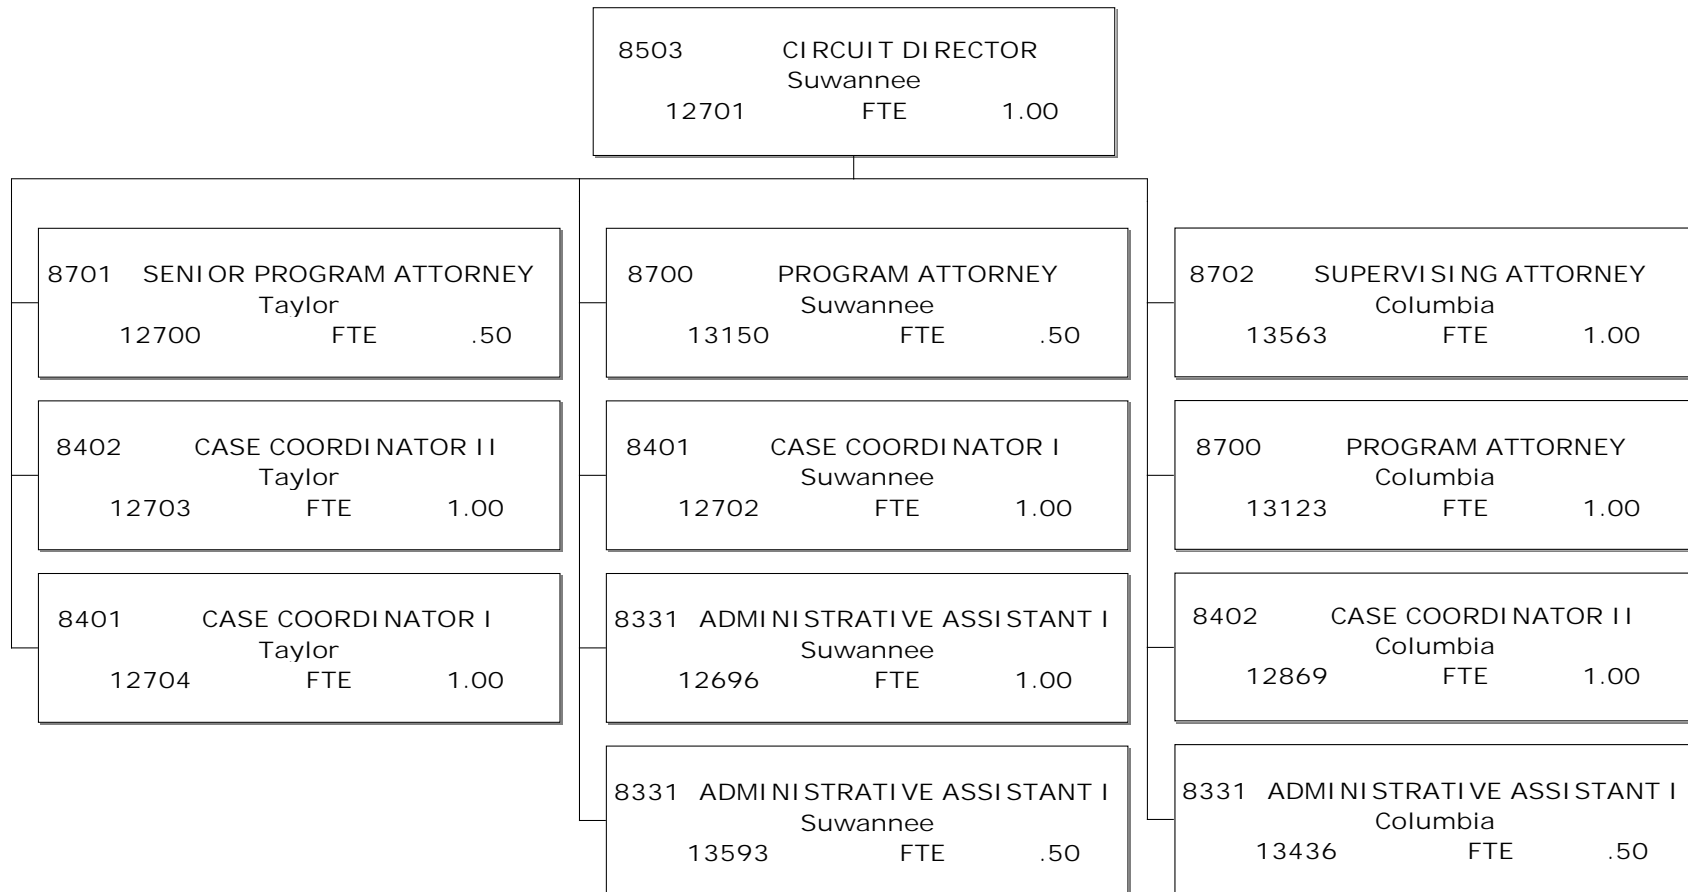 8503 CIRCUIT DIRECTOR
Suwannee
12701 FTE 1.00
8701 SENIOR PROGRAM ATTORNEY
Taylor
12700 FTE .50
8402 CASE COORDINATOR II
Taylor
12703 FTE 1.00
8401 CASE COORDINATOR I
Taylor
12704 FTE 1.00
8700 PROGRAM ATTORNEY
Suwannee
13150 FTE .50
8401 CASE COORDINATOR I
Suwannee
12702 FTE 1.00
8331 ADMINISTRATIVE ASSISTANT I
Suwannee
12696 FTE 1.00
8331 ADMINISTRATIVE ASSISTANT I
Suwannee
13593 FTE .50
8702 SUPERVISING ATTORNEY
Columbia
13563 FTE 1.00
8700 PROGRAM ATTORNEY
Columbia
13123 FTE 1.00
8402 CASE COORDINATOR II
Columbia
12869 FTE 1.00
8331 ADMINISTRATIVE ASSISTANT I
Columbia
13436 FTE .50